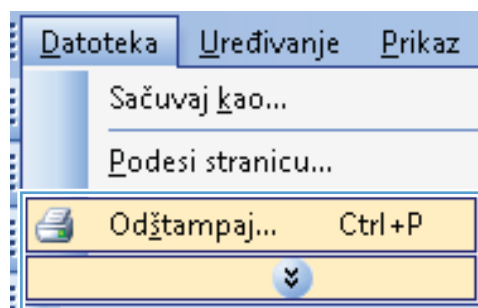 Datoteka Uređivanje Prikaz
Sačuvaj kao...
Podesi stranicu...
Odštampaj... Ctrl+P